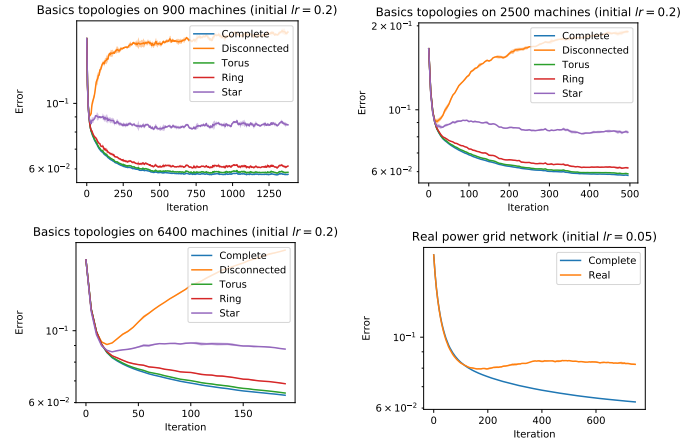 Basics topologies on 900 machines (initial lr = 0.2)
Error
10⁻¹
6 × 10⁻²
Complete
Disconnected
Torus
Ring
Star
0 250 500 750 1000 1250
Iteration
Basics topologies on 2500 machines (initial lr = 0.2)
Error
2 × 10⁻¹
10⁻¹
6 × 10⁻²
Complete
Disconnected
Torus
Ring
Star
0 100 200 300 400 500
Iteration
Basics topologies on 6400 machines (initial lr = 0.2)
Error
10⁻¹
6 × 10⁻²
Complete
Disconnected
Torus
Ring
Star
0 50 100 150
Iteration
Real power grid network (initial lr = 0.05)
Error
10⁻¹
6 × 10⁻²
Complete
Real
0 200 400 600
Iteration